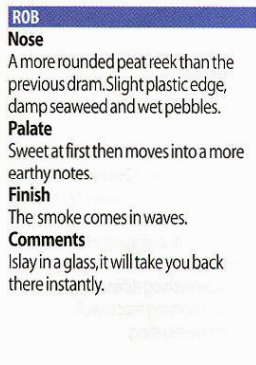 ROB
Nose
A more rounded peat reek than the
previous dram.Slight plastic edge,
damp seaweed and wet pebbles.
Palate
Sweet at first then moves into a more
earthy notes.
Finish
The smoke comes in waves.
Comments
Islay in a glass,it will take you back
there instantly.